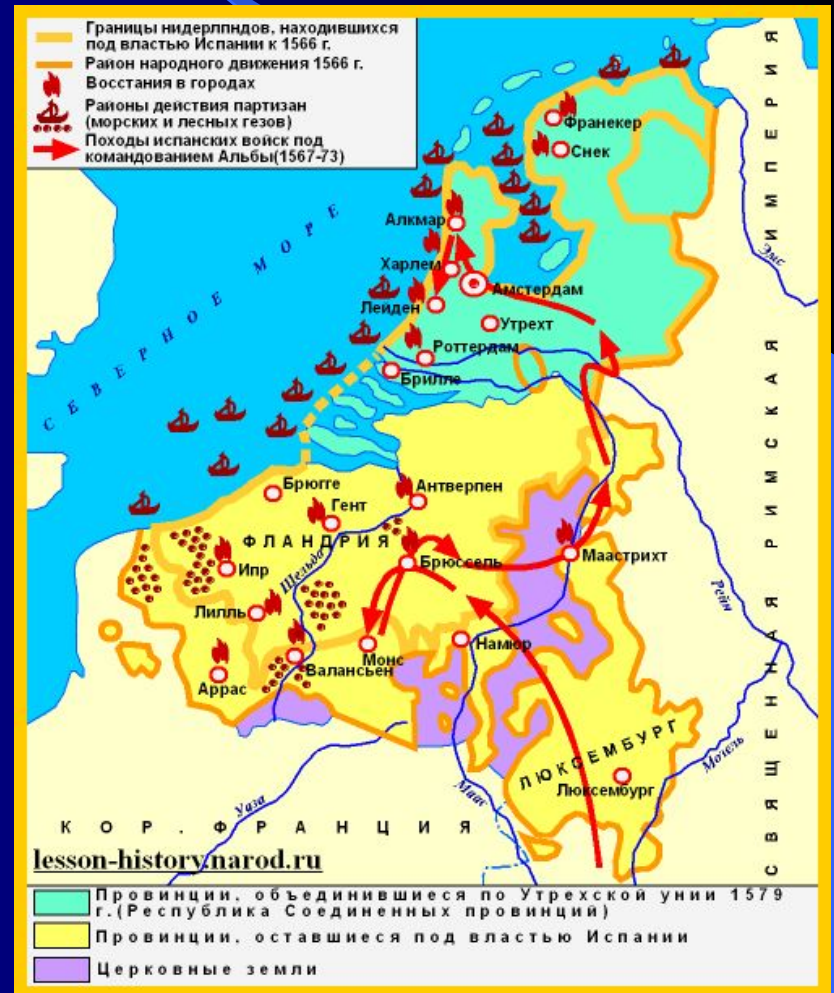 Границы нидерлпндов, находившихся
под властью Испании к 1566 г.
Район народного движения 1566 г.
Восстания в городах
Районы действия партизан
(морских и лесных гезов)
Походы испанских войск под
командованием Альбы(1567-73)
СЕВЕРНОЕ МОРЕ
СВЯЩЕННАЯ РИМСКАЯ ИМПЕРИЯ
Франекер
Снек
Эмс
Алкмар
Харлем
Амстердам
Лейден
Утрехт
Роттердам
Брилле
Брюгге
Антверпен
Гент
ФЛАНДРИЯ
Брюссель
Маастрихт
Ипр
Шельда
Рейн
Лилль
Монс
Намюр
Валансьен
Аррас
ЛЮКСЕМБУРГ
Люксембург
Мозель
Уаза
Маас
КОР. ФРАНЦИЯ
lesson-history.narod.ru
Провинции, объединившиеся по Утрехской унии 1579
г.(Республика Соединенных провинций)
Провинции, оставшиеся под властью Испании
Церковные земли